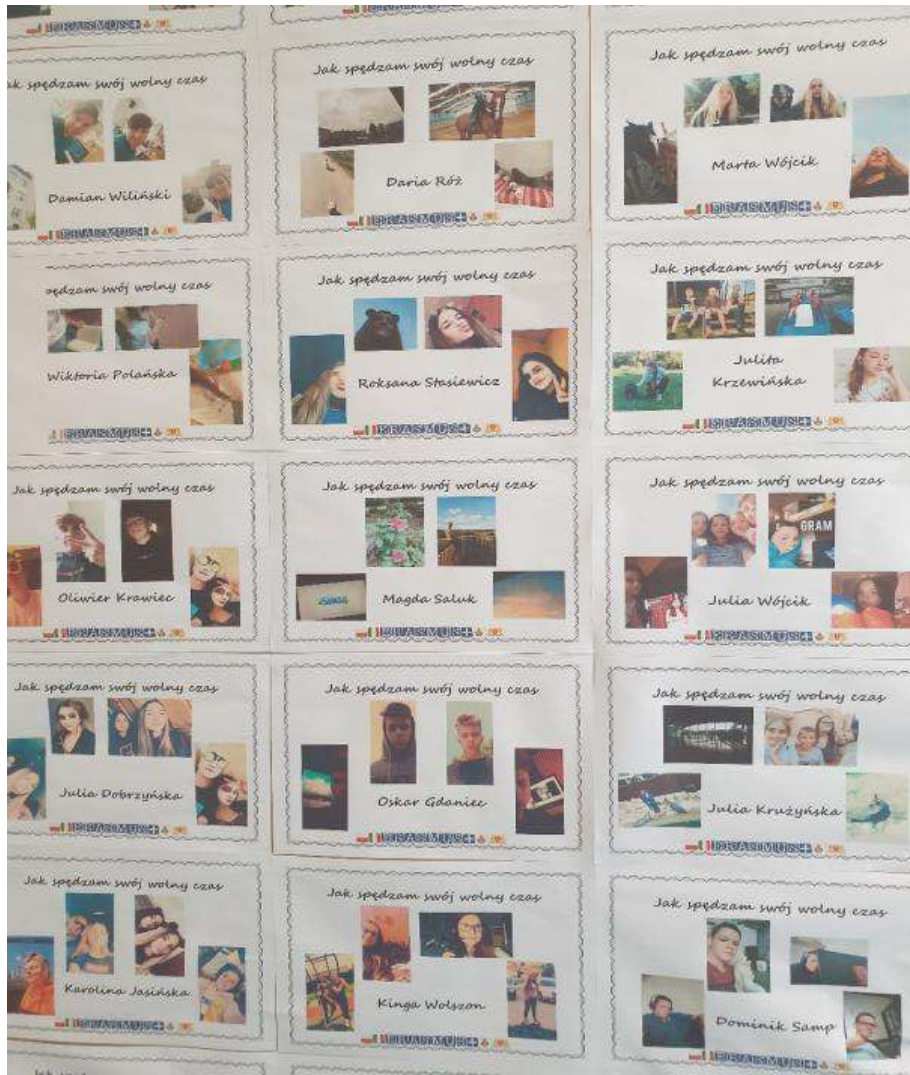 ERASMUS+
ERASMUS+
ERASMUS+
spędzam swój wolny czas
Damian Wiliński
ERASMUS+
Jak spędzam swój wolny czas
Daria Róż
ERASMUS+
Jak spędzam swój wolny czas
Marta Wójcik
ERASMUS+
swój wolny czas
Wiktoria Polańska
ERASMUS+
Jak spędzam swój wolny czas
Roksana Stasiewicz
ERASMUS+
Jak spędzam swój wolny czas
Julita
Krzewińska
ERASMUS+
Jak spędzam swój wolny czas
Oliwier Krawiec
ERASMUS+
Jak spędzam swój wolny czas
Magda Saluk
ERASMUS+
Jak spędzam swój wolny czas
GRAM
Julia Wójcik
ERASMUS+
Jak spędzam swój wolny czas
Julia Dobrzyńska
ERASMUS+
Jak spędzam swój wolny czas
Oskar Gdaniec
ERASMUS+
Jak spędzam swój wolny czas
Julia Krużyńska
ERASMUS+
Jak spędzam swój wolny czas
Karolina Jasińska
ERASMUS+
Jak spędzam swój wolny czas
Kinga Wolszon
ERASMUS+
Jak spędzam swój wolny czas
Dominik Samp
ERASMUS+